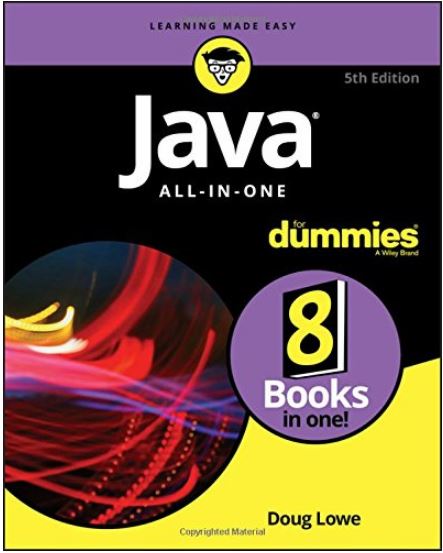 LEARNING MADE EASY
5th Edition
Java®
ALL-IN-ONE
for
dummies®
A Wiley Brand
8
Books
in one!
Doug Lowe
Copyrighted Material